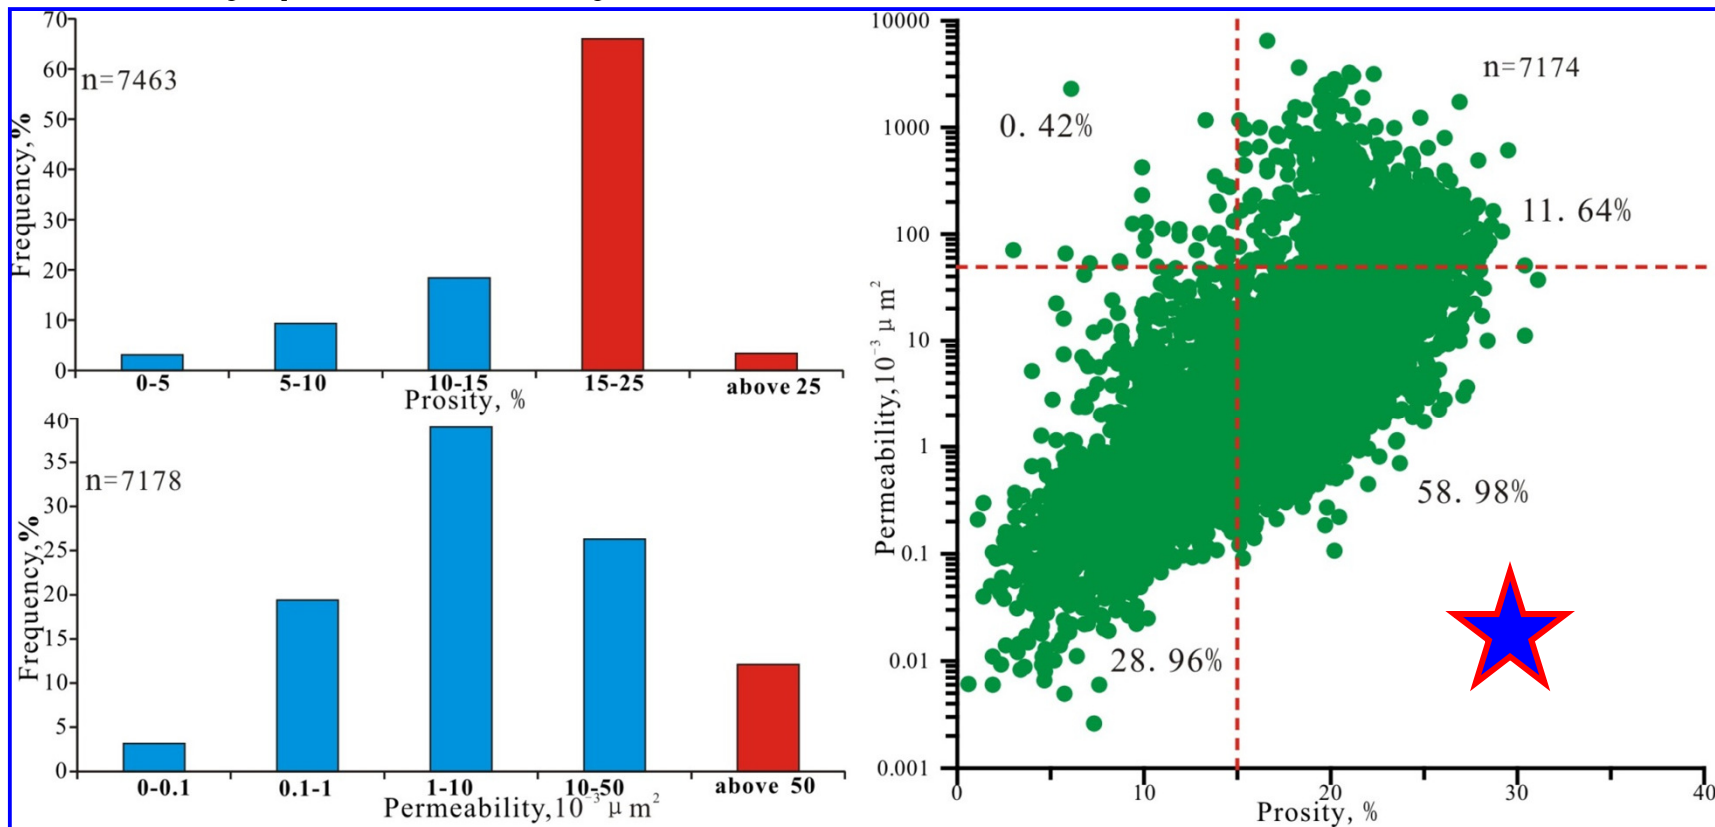 70
60
50
40
30
20
10
0
Frequency,%
n=7463
0-5 5-10 10-15 15-25 above 25
Prosity, %
40
35
30
25
20
15
10
5
0
Frequency,%
n=7178
0-0.1 0.1-1 1-10 10-50 above 50
Permeability,10⁻³ μ m²
10000
1000
100
10
1
0.1
0.01
0.001
Permeability,10⁻³ μ m²
n=7174
0. 42%
11. 64%
58. 98%
28. 96%
0 10 20 30 40
Prosity, %